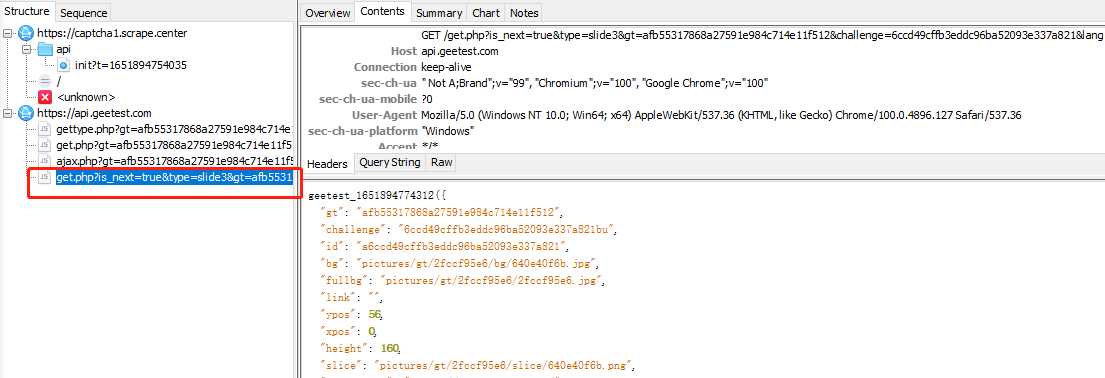 Structure Sequence
https://captcha1.scrape.center
api
init?t=1651894754035
/
<unknown>
https://api.geetest.com
gettype.php?gt=afb55317868a27591e984c714e1
get.php?gt=afb55317868a27591e984c714e11f5
ajax.php?gt=afb55317868a27591e984c714e11f5
get.php?is_next=true&type=slide3&gt=afb5531
Overview Contents Summary Chart Notes
GET /get.php?is_next=true&type=slide3&gt=afb55317868a27591e984c714e11f512&challenge=6ccd49cffb3eddc96ba52093e337a821&lang
Host api.geetest.com
Connection keep-alive
sec-ch-ua " Not A;Brand";v="99", "Chromium";v="100", "Google Chrome";v="100"
sec-ch-ua-mobile ?0
User-Agent Mozilla/5.0 (Windows NT 10.0; Win64; x64) AppleWebKit/537.36 (KHTML, like Gecko) Chrome/100.0.4896.127 Safari/537.36
sec-ch-ua-platform "Windows"
Accept */*
Headers Query String Raw
geetest_1651894774312({
"gt": "afb55317868a27591e984c714e11f512",
"challenge": "6ccd49cffb3eddc96ba52093e337a821bu",
"id": "a6ccd49cffb3eddc96ba52093e337a821",
"bg": "pictures/gt/2fccf95e6/bg/640e40f6b.jpg",
"fullbg": "pictures/gt/2fccf95e6/2fccf95e6.jpg",
"link": "",
"ypos": 56,
"xpos": 0,
"height": 160,
"slice": "pictures/gt/2fccf95e6/slice/640e40f6b.png",